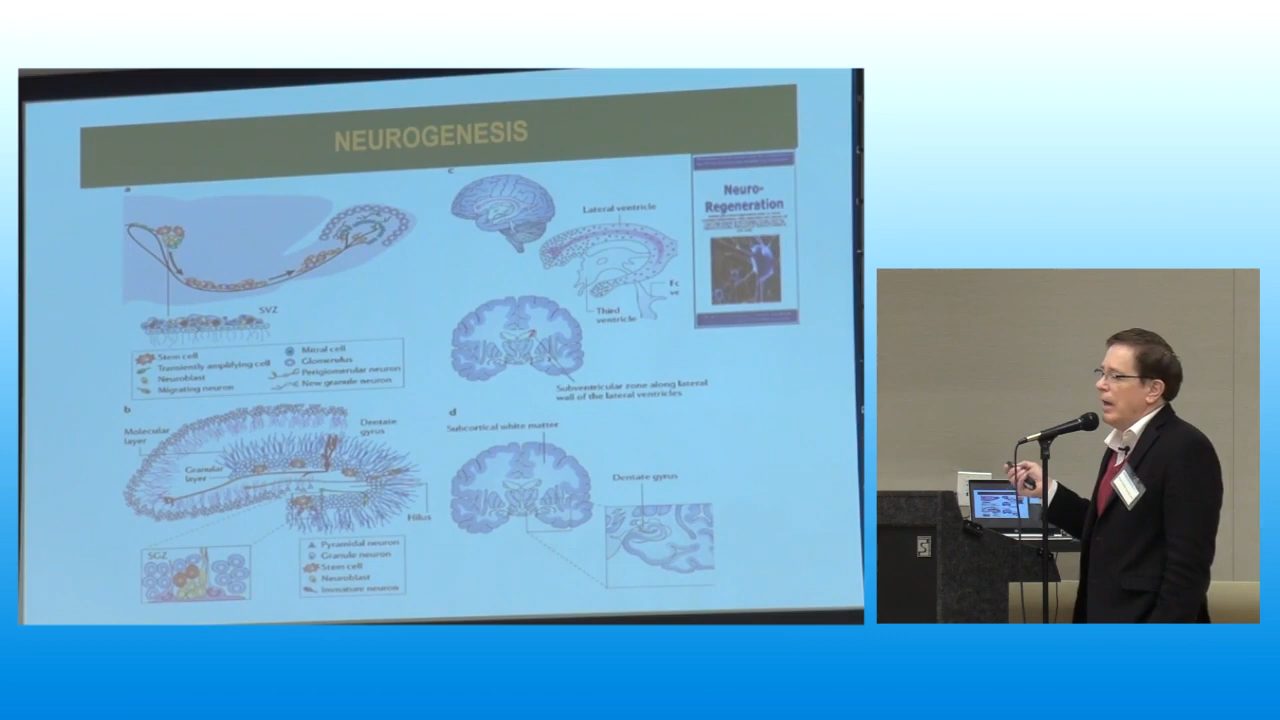 NEUROGENESIS
a
SVZ
Stem cell
Transiently amplifying cell
Neuroblast
Migrating neuron
Mitral cell
Glomerulus
Periglomerular neuron
New granule neuron
b
Molecular
layer
Granular
layer
Dentate
gyrus
Hilus
SGZ
Pyramidal neuron
Granule neuron
Stem cell
Neuroblast
Immature neuron
c
Lateral ventricle
Third
ventricle
Fc
ve
Subventricular zone along lateral
wall of the lateral ventricles
d
Subcortical white matter
Dentate gyrus
Neuro-
Regeneration